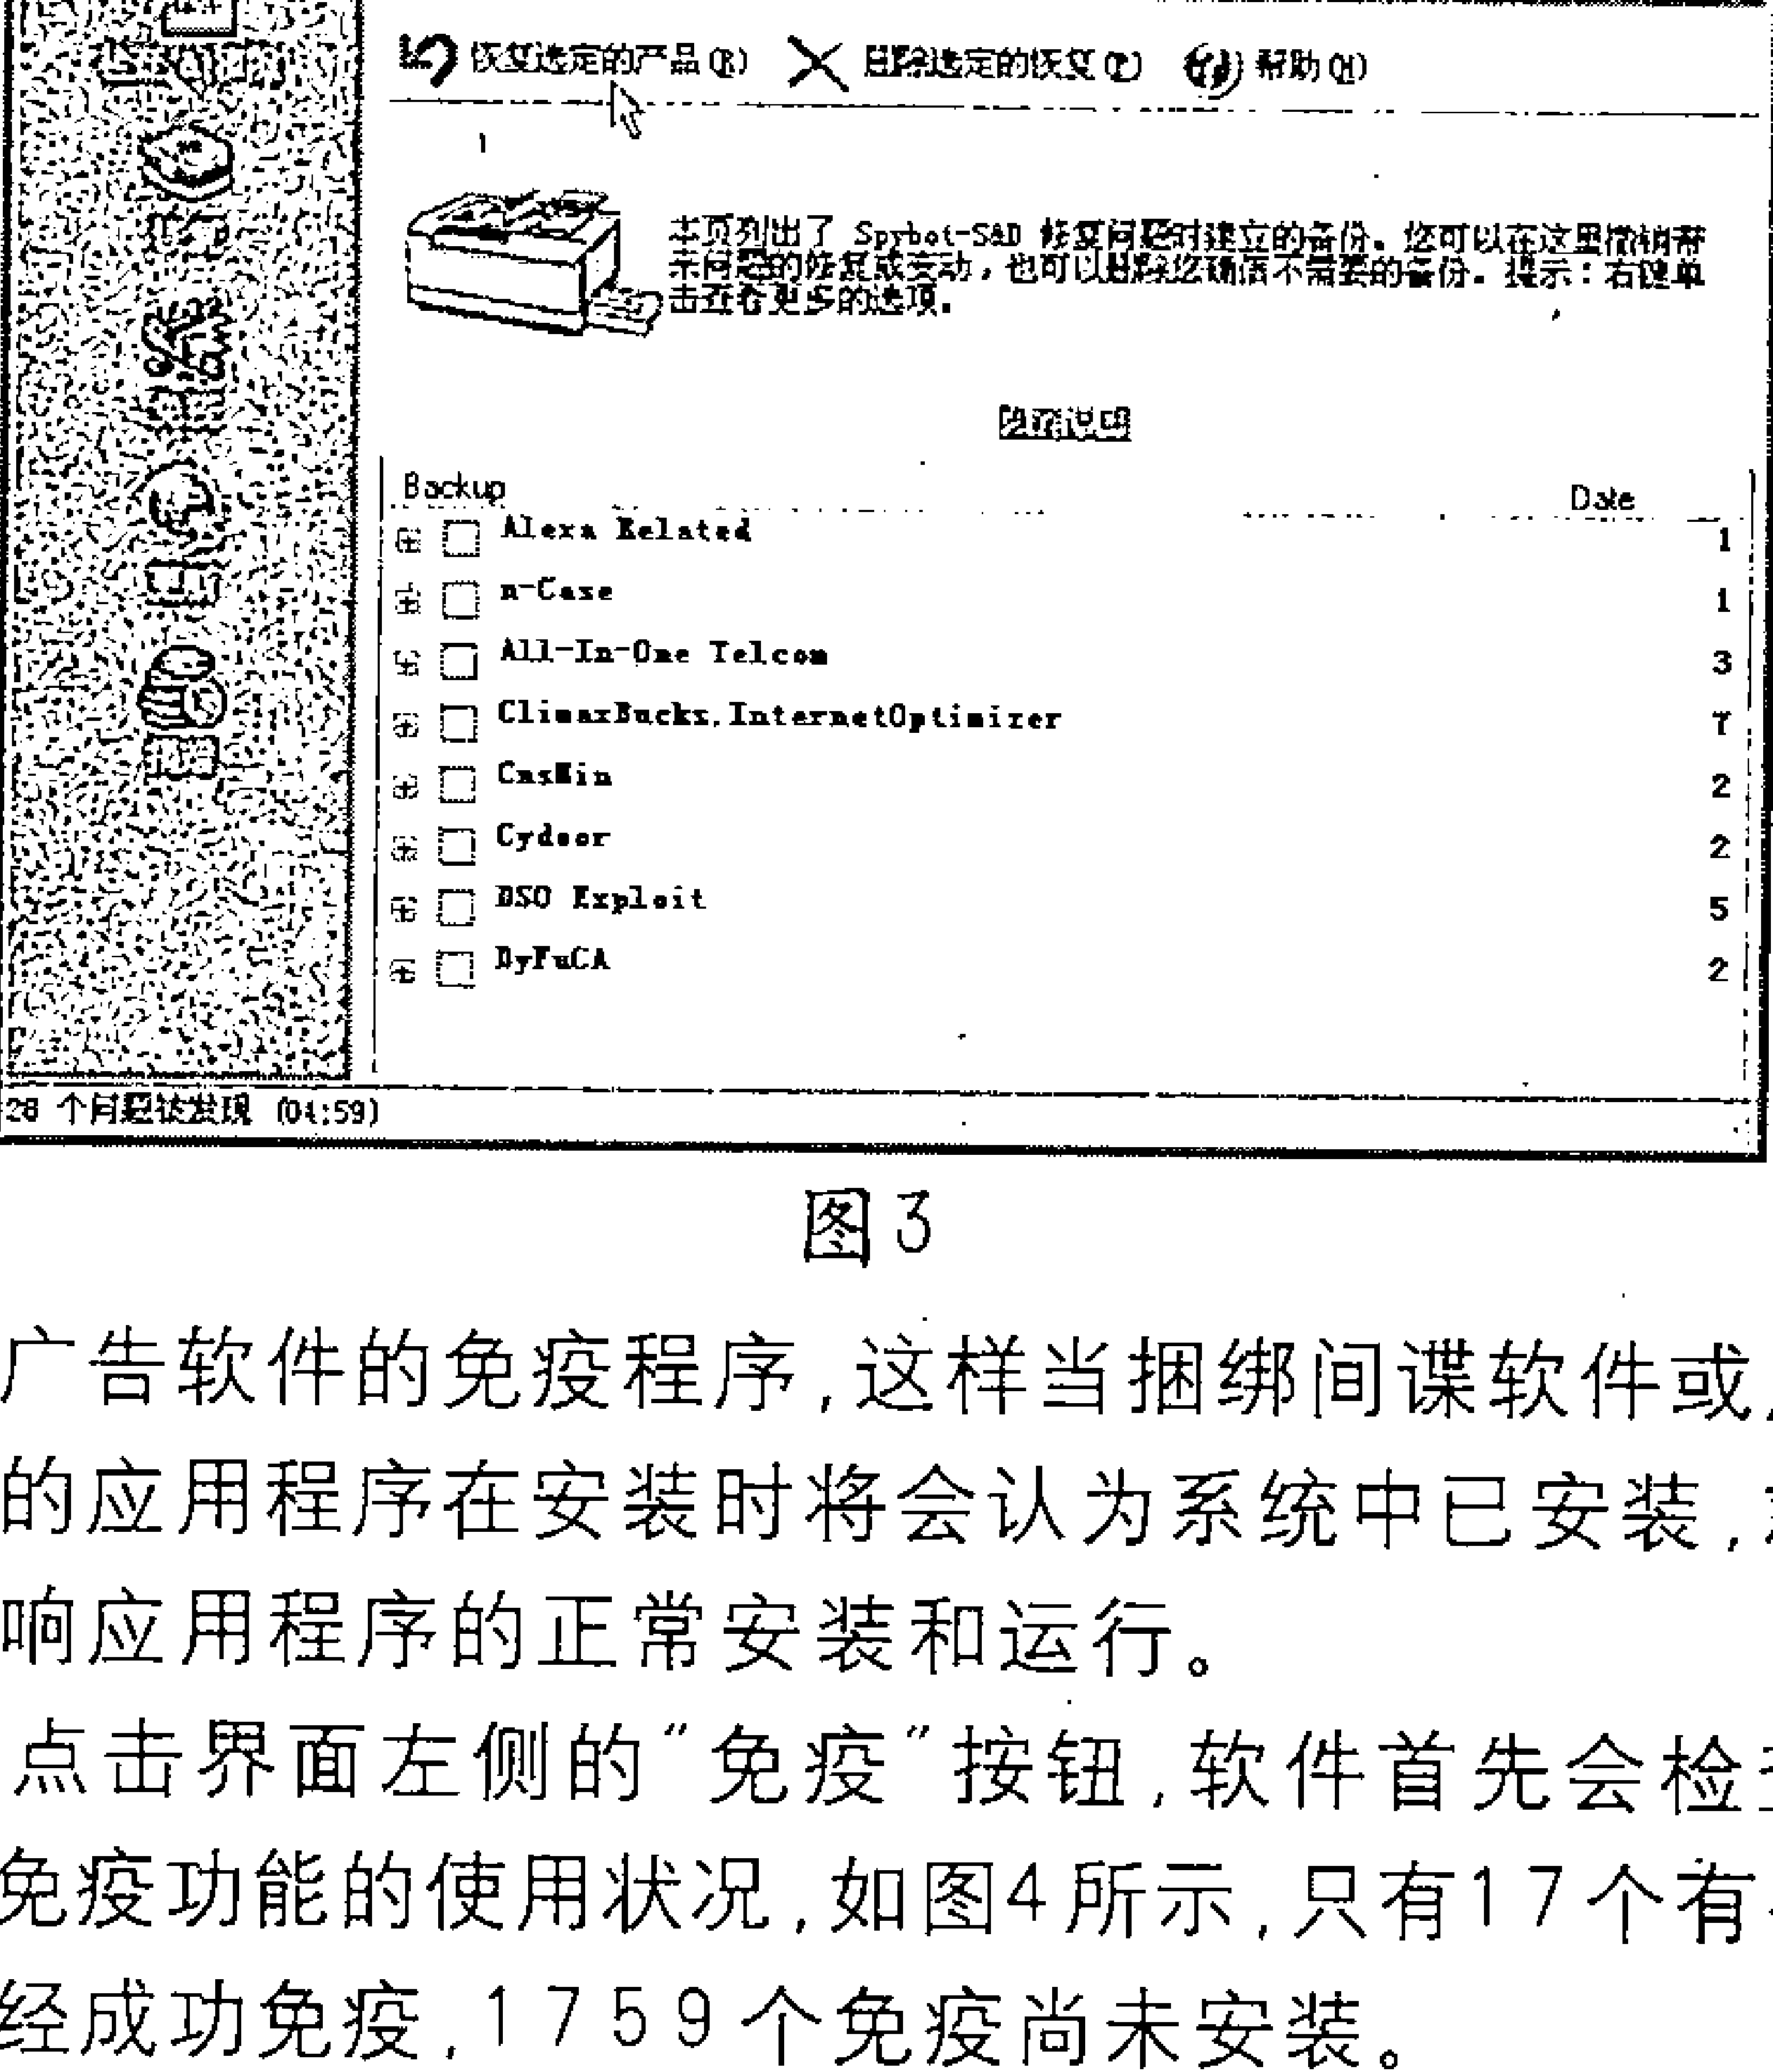 恢复选定的产品(R) 删除选定的恢复(P) 帮助(H)
本页列出了 Spybot-S&D 修复问题时建立的备份。您可以在这里撤销带
来问题的修复或变动，也可以删除您确信不需要的备份。提示：右键单
击查看更多的选项。
Backup Date
Alexa Related 1
n-Case 1
All-In-One Telcom 3
ClimaxBucks.InternetOptimizer 7
CnsMin 2
Cydoor 2
DSO Exploit 5
DyFuCA 2
28 个问题被发现 (04:59)
图3
广告软件的免疫程序,这样当捆绑间谍软件或
的应用程序在安装时将会认为系统中已安装,
响应用程序的正常安装和运行。
点击界面左侧的“免疫”按钮,软件首先会检
免疫功能的使用状况,如图4所示,只有17个有
经成功免疫,1759个免疫尚未安装。